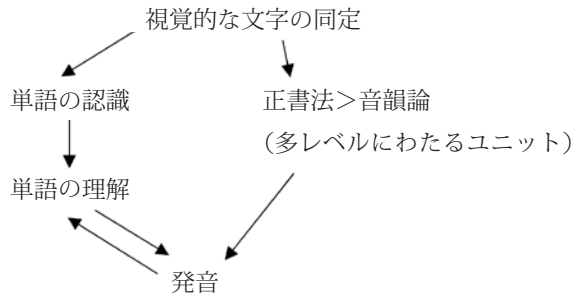 視覚的な文字の同定
単語の認識
正書法＞音韻論
（多レベルにわたるユニット）
単語の理解
発音